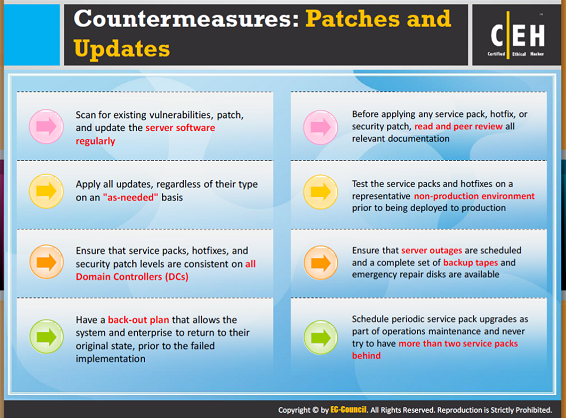 Countermeasures: Patches and
Updates
C|EH
Certified Ethical Hacker
Scan for existing vulnerabilities, patch,
and update the server software
regularly
Apply all updates, regardless of their type
on an "as-needed" basis
Ensure that service packs, hotfixes, and
security patch levels are consistent on all
Domain Controllers (DCs)
Have a back-out plan that allows the
system and enterprise to return to their
original state, prior to the failed
implementation
Before applying any service pack, hotfix, or
security patch, read and peer review all
relevant documentation
Test the service packs and hotfixes on a
representative non-production environment
prior to being deployed to production
Ensure that server outages are scheduled
and a complete set of backup tapes and
emergency repair disks are available
Schedule periodic service pack upgrades as
part of operations maintenance and never
try to have more than two service packs
behind
Copyright © by EG-Council. All Rights Reserved. Reproduction is Strictly Prohibited.